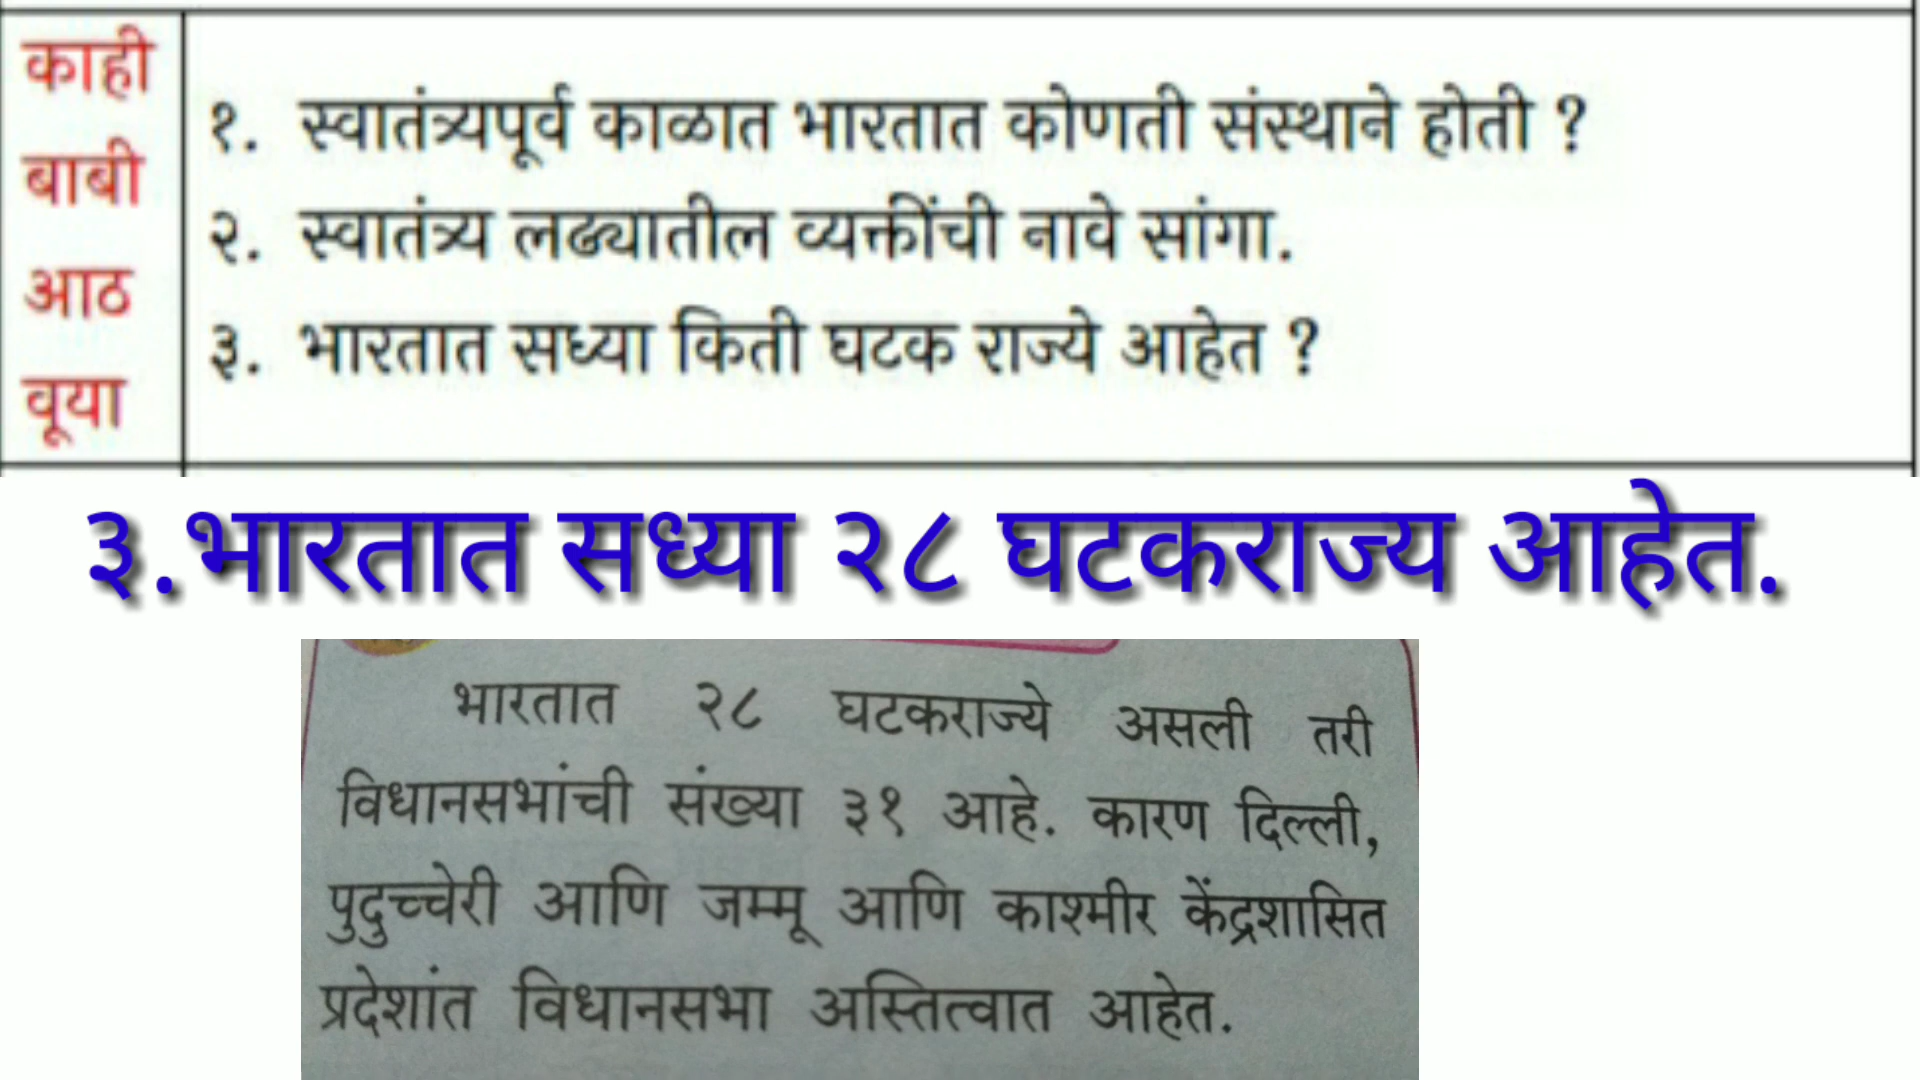 काही
बाबी
आठ
वूया
१. स्वातंत्र्यपूर्व काळात भारतात कोणती संस्थाने होती ?
२. स्वातंत्र्य लढ्यातील व्यक्तींची नावे सांगा.
३. भारतात सध्या किती घटक राज्ये आहेत ?
३.भारतात सध्या २८ घटकराज्य आहेत.
भारतात २८ घटकराज्ये असली तरी
विधानसभांची संख्या ३१ आहे. कारण दिल्ली,
पुदुच्चेरी आणि जम्मू आणि काश्मीर केंद्रशासित
प्रदेशांत विधानसभा अस्तित्वात आहेत.